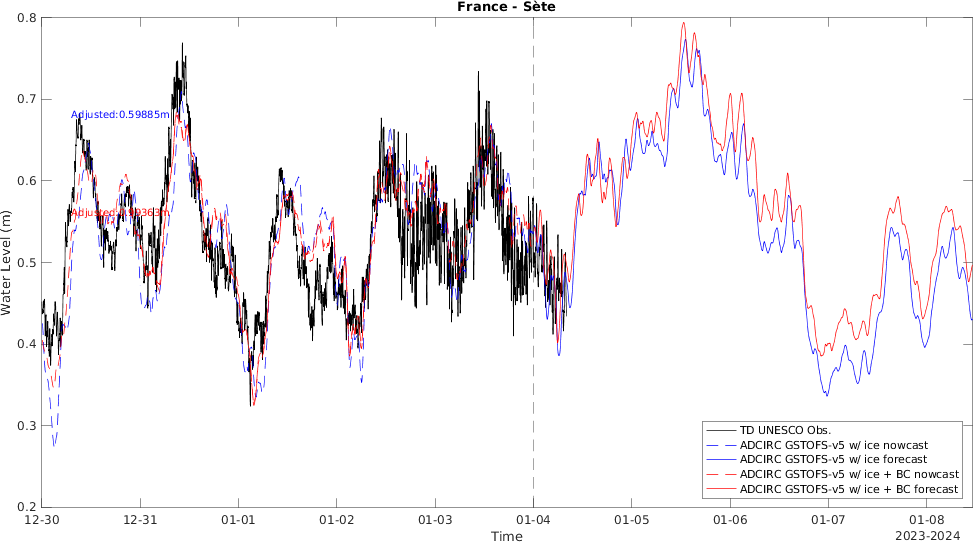 France - Sète
Water Level (m)
0.8
0.7
0.6
0.5
0.4
0.3
0.2
Adjusted:0.59885m
TD UNESCO Obs.
ADCIRC GSTOFS-v5 w/ ice nowcast
ADCIRC GSTOFS-v5 w/ ice forecast
ADCIRC GSTOFS-v5 w/ ice + BC nowcast
ADCIRC GSTOFS-v5 w/ ice + BC forecast
12-30 12-31 01-01 01-02 01-03 01-04 01-05 01-06 01-07 01-08
Time
2023-2024